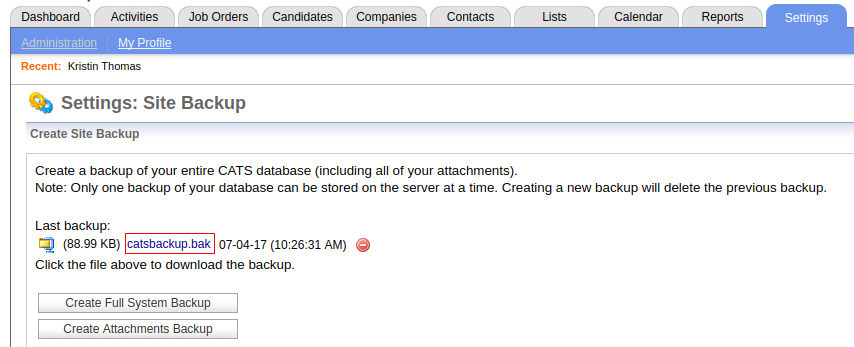 Dashboard Activities Job Orders Candidates Companies Contacts Lists Calendar Reports Settings
Administration My Profile
Recent: Kristin Thomas
Settings: Site Backup
Create Site Backup
Create a backup of your entire CATS database (including all of your attachments).
Note: Only one backup of your database can be stored on the server at a time. Creating a new backup will delete the previous backup.
Last backup:
(88.99 KB) catsbackup.bak 07-04-17 (10:26:31 AM)
Click the file above to download the backup.
Create Full System Backup
Create Attachments Backup